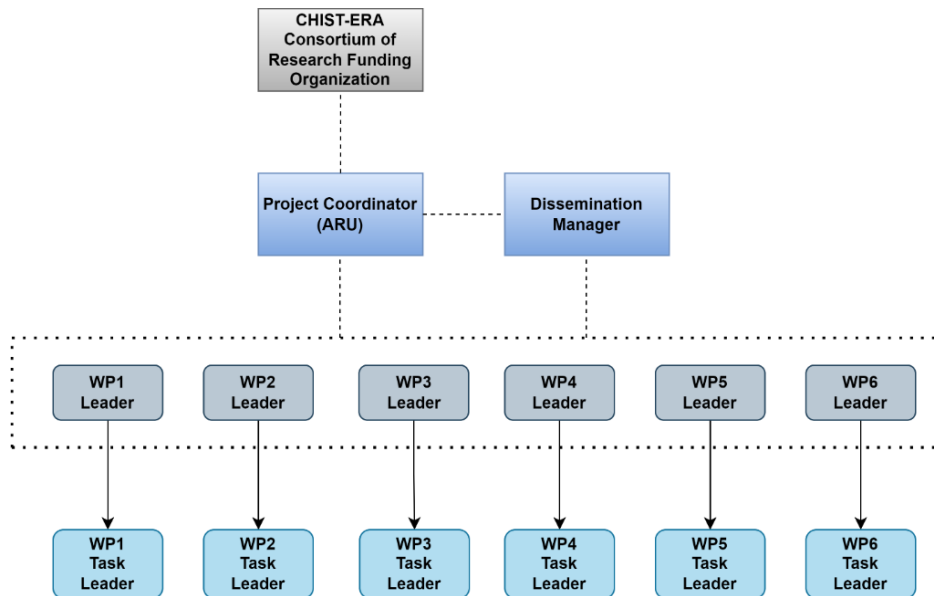 CHIST-ERA
Consortium of
Research Funding
Organization
Project Coordinator
(ARU)
Dissemination
Manager
WP1
Leader
WP2
Leader
WP3
Leader
WP4
Leader
WP5
Leader
WP6
Leader
WP1
Task
Leader
WP2
Task
Leader
WP3
Task
Leader
WP4
Task
Leader
WP5
Task
Leader
WP6
Task
Leader